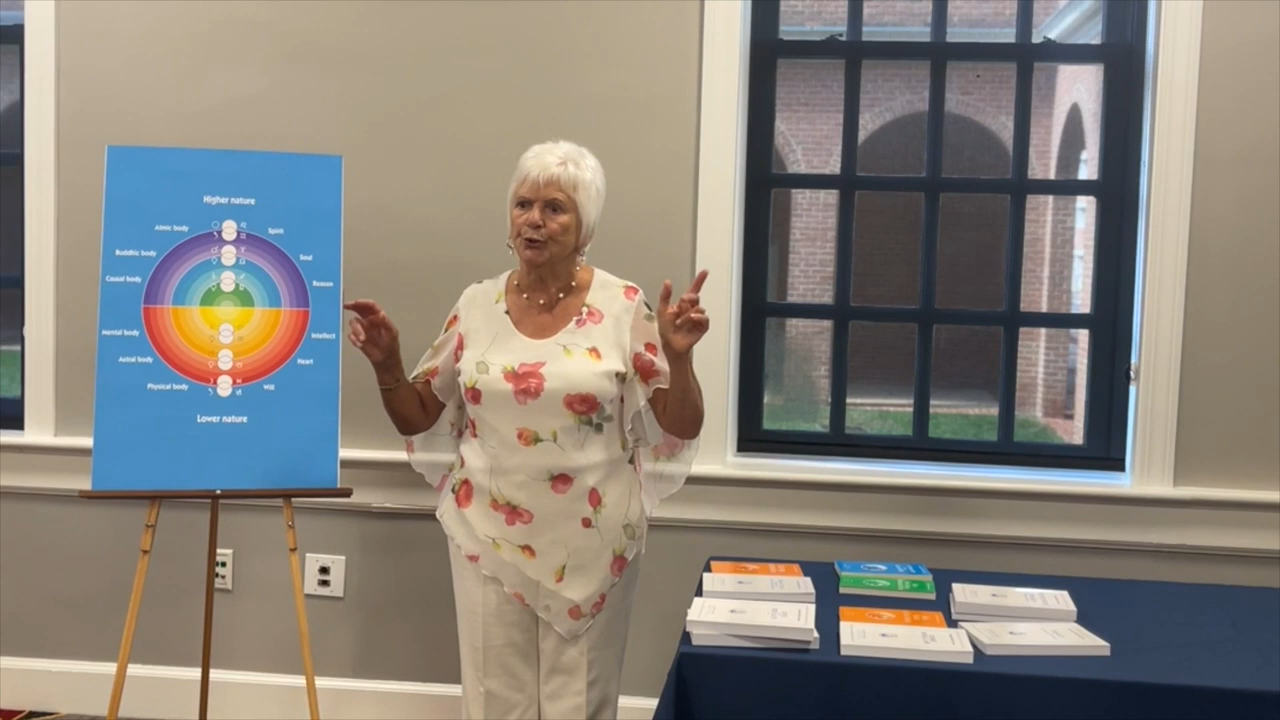 Higher nature
Atmic body
Spirit
Buddhic body
Soul
Causal body
Reason
Mental body
Intellect
Astral body
Heart
Physical body
Will
Lower nature